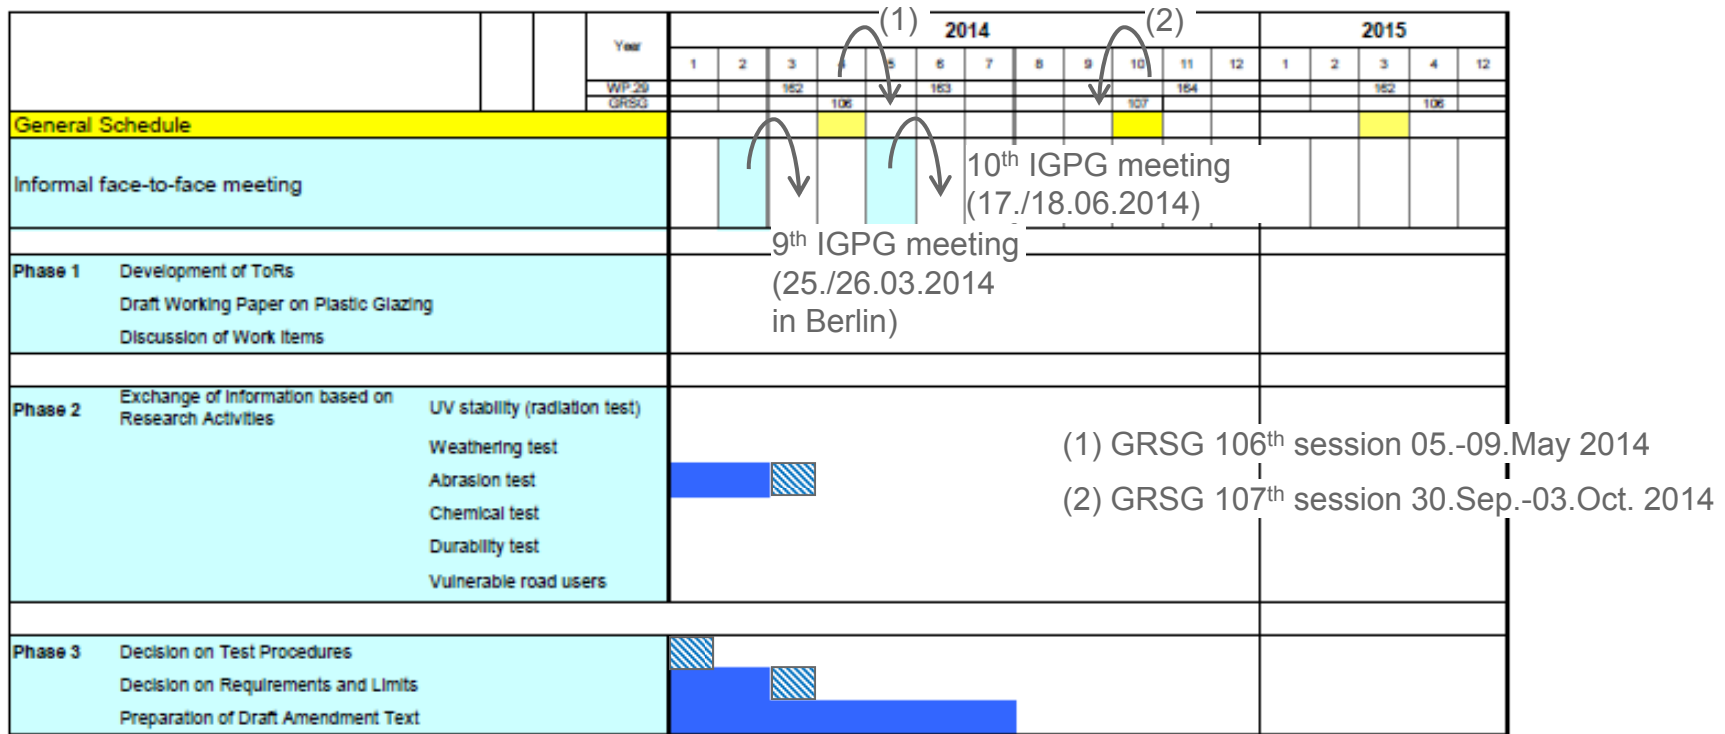 (1) (2)
Year 2014 2015
1 2 3 4 5 6 7 8 9 10 11 12 1 2 3 4 12
WP.29 162 163 164 162
GRSG 106 107 106
General Schedule
Informal face-to-face meeting
10th IGPG meeting
(17./18.06.2014)
9th IGPG meeting
(25./26.03.2014
in Berlin)
Phase 1 Development of ToRs
Draft Working Paper on Plastic Glazing
Discussion of Work Items
Phase 2 Exchange of Information based on
Research Activities
UV stability (radiation test)
Weathering test
Abrasion test
Chemical test
Durability test
Vulnerable road users
(1) GRSG 106th session 05.-09.May 2014
(2) GRSG 107th session 30.Sep.-03.Oct. 2014
Phase 3 Decision on Test Procedures
Decision on Requirements and Limits
Preparation of Draft Amendment Text